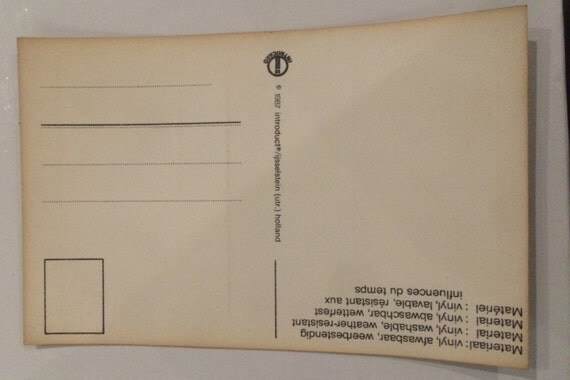 Materiaal: vinyl, afwasbaar, weerbestendig
Material : vinyl, washable, weather-resistant
Material : vinyl, abwaschbar, wetterfest
Matériel : vinyl, lavable, résistant aux
influences du temps
© 1987 introduct®/ijsselstein (utr.) holland